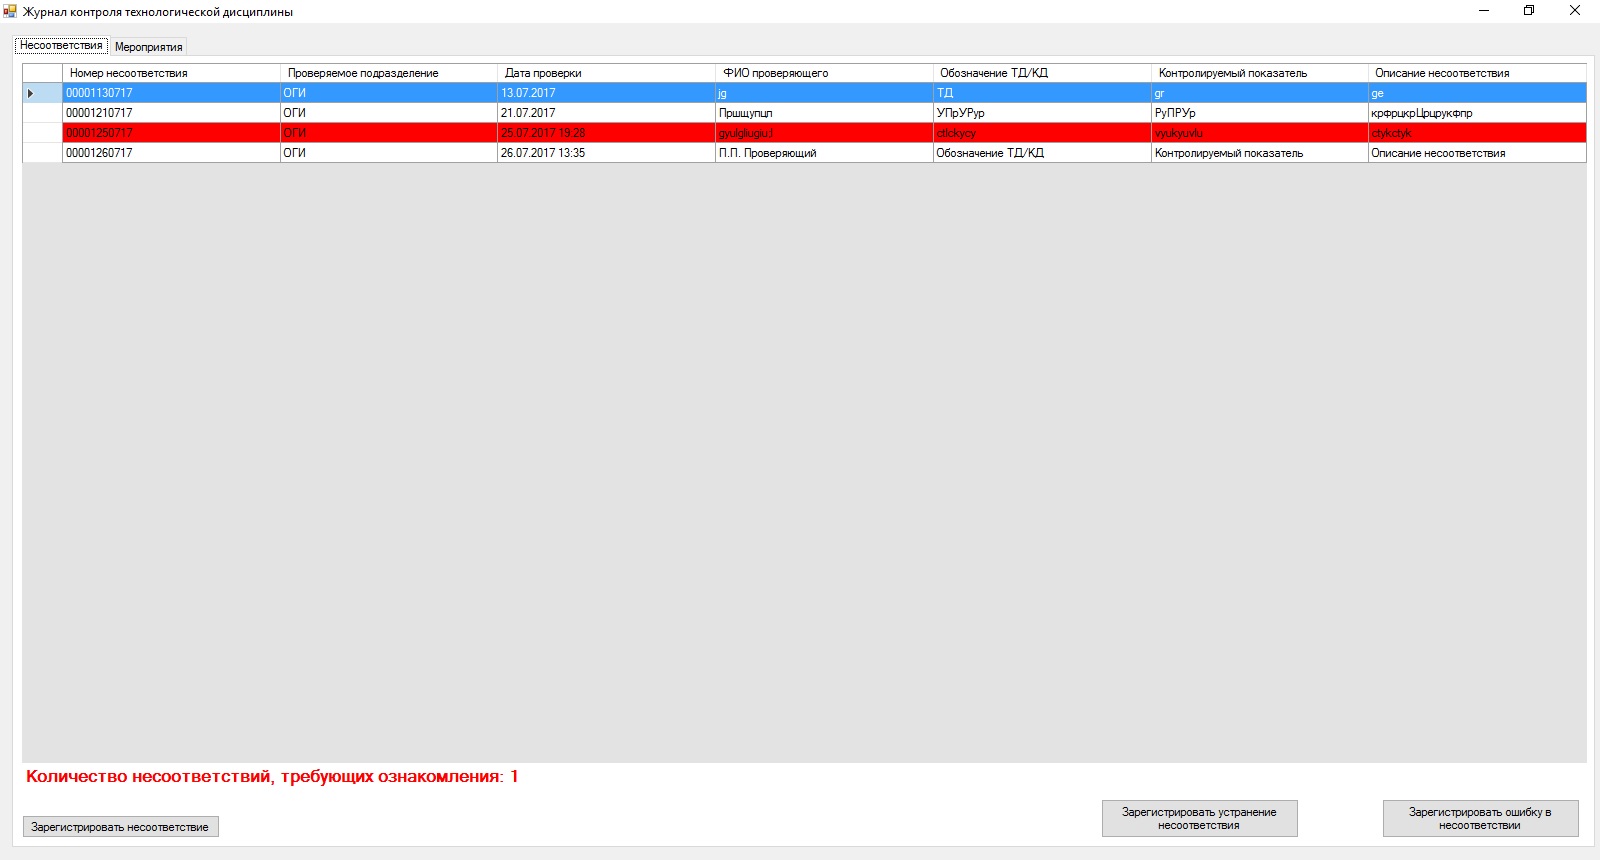 Журнал контроля технологической дисциплины
Несоответствия Мероприятия
Номер несоответствия Проверяемое подразделение Дата проверки ФИО проверяющего Обозначение ТД/КД Контролируемый показатель Описание несоответствия
00001130717 ОГИ 13.07.2017 jg ТД gr ge
00001210717 ОГИ 21.07.2017 Пршщупцп УПрУРур РуПРУр крфрцкрЦрцрукфпр
00001250717 ОГИ 25.07.2017 19:28 vyukyuvlu ctykctyk
00001260717 ОГИ 26.07.2017 13:35 П.П. Проверяющий Обозначение ТД/КД Контролируемый показатель Описание несоответствия
Количество несоответствий, требующих ознакомления: 1
Зарегистрировать несоответствие
Зарегистрировать устранение
несоответствия
Зарегистрировать ошибку в
несоответствии